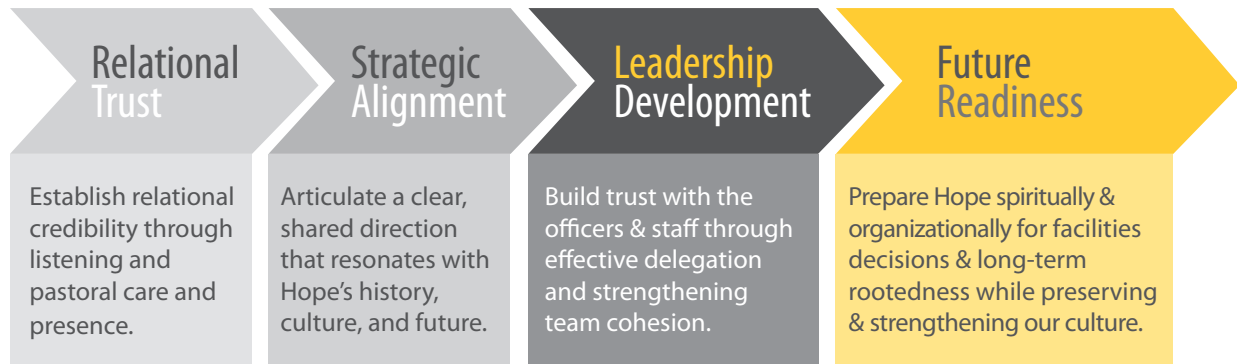 Relational
Trust
Establish relational
credibility through
listening and
pastoral care and
presence.
Strategic
Alignment
Articulate a clear,
shared direction
that resonates with
Hope’s history,
culture, and future.
Leadership
Development
Build trust with the
officers & staff through
effective delegation
and strengthening
team cohesion.
Future
Readiness
Prepare Hope spiritually &
organizationally for facilities
decisions & long-term
rootedness while preserving
& strengthening our culture.